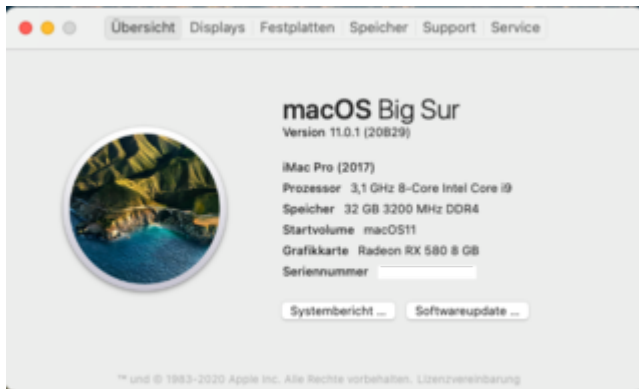 Übersicht Displays Festplatten Speicher Support Service
macOS Big Sur
Version 11.0.1 (20B29)
iMac Pro (2017)
Prozessor 3,1 GHz 8-Core Intel Core i9
Speicher 32 GB 3200 MHz DDR4
Startvolume macOS11
Grafikkarte Radeon RX 580 8 GB
Seriennummer
Systembericht ... Softwareupdate ...
™ und © 1983-2020 Apple Inc. Alle Rechte vorbehalten. Lizenzvereinbarung